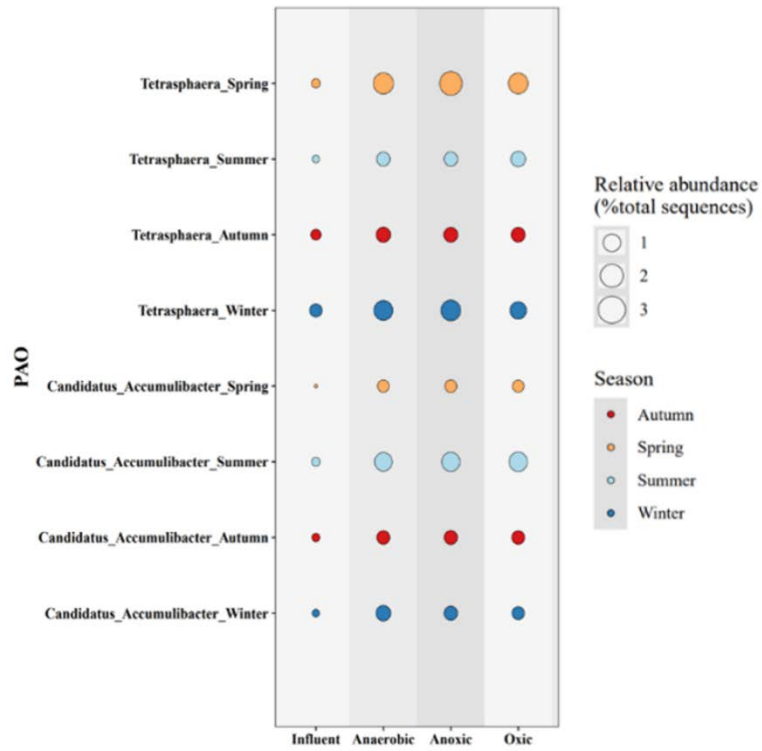 PAO
Tetrasphaera_Spring
Tetrasphaera_Summer
Tetrasphaera_Autumn
Tetrasphaera_Winter
Candidatus_Accumulibacter_Spring
Candidatus_Accumulibacter_Summer
Candidatus_Accumulibacter_Autumn
Candidatus_Accumulibacter_Winter
Influent Anaerobic Anoxic Oxic
Relative abundance
(%total sequences)
1
2
3
Season
Autumn
Spring
Summer
Winter